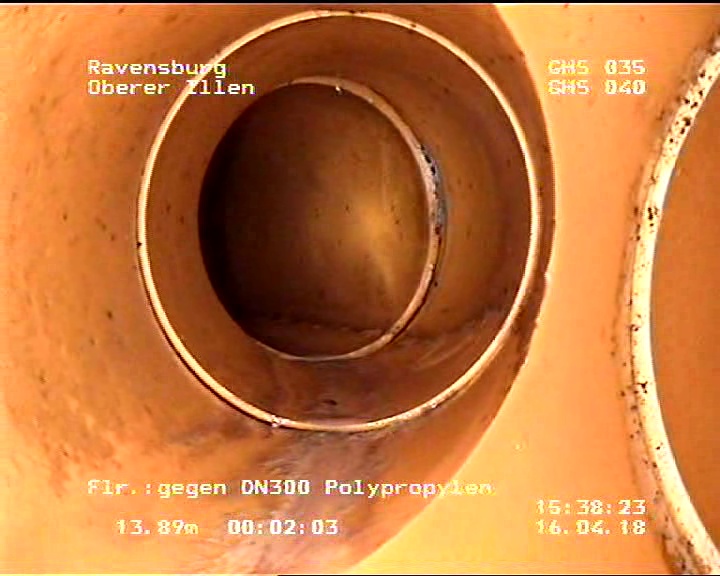 Ravensburg
Oberer Illen
GHS 035
GHS 040
Flr.:gegen DN300 Polypropylen
13.89m 00:02:03
15:38:23
16.04.18